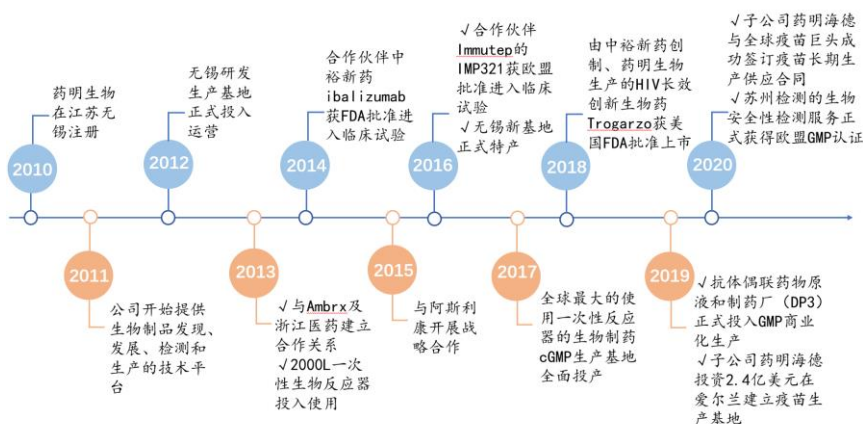 药明生物
在江苏无
锡注册
2010
公司开始提供
生物制品发现、
发展、检测和
生产的技术平
台
2011
无锡研发
生产基地
正式投入
运营
2012
√与Ambrx及
浙江医药建立
合作关系
√2000L一次
性生物反应器
投入使用
2013
合作伙伴中
裕新药
ibalizumab
获FDA批准进
入临床试验
2014
与阿斯利
康开展战
略合作
2015
√合作伙伴
Immutep的
IMP321获欧盟
批准进入临床
试验
√无锡新基地
正式特产
2016
全球最大的使
用一次性反应
器的生物制药
cGMP生产基地
全面投产
2017
由中裕新药创
制、药明生物
生产的HIV长效
创新生物药
Trogarzo获美
国FDA批准上市
2018
√抗体偶联药物原
液和制药厂（DP3）
正式投入GMP商业
化生产
√子公司药明海德
投资2.4亿美元在
爱尔兰建立疫苗生
产基地
2019
√子公司药明海德
与全球疫苗巨头成
功签订疫苗长期生
产供应合同
√苏州检测的生物
安全性检测服务正
式获得欧盟GMP认证
2020